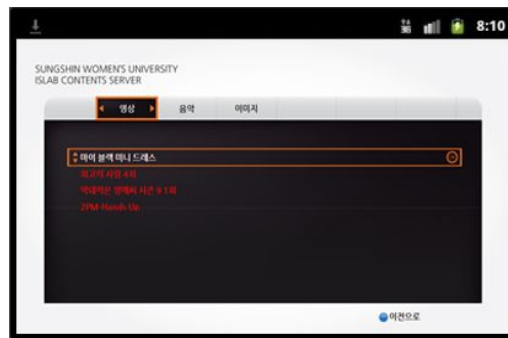 8:10
SUNGSHIN WOMEN'S UNIVERSITY
ISLAB CONTENTS SERVER
영상 음악 이미지
마이 블랙 미니 드레스
최고의 사랑 4회
막돼먹은 영애씨 시즌 9 1회
2PM-Hands Up
이전으로